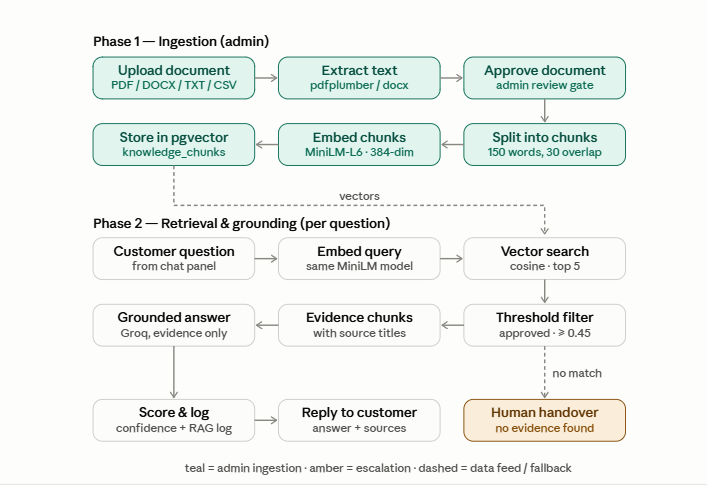 Phase 1 — Ingestion (admin)
Upload document
PDF / DOCX / TXT / CSV
Extract text
pdfplumber / docx
Approve document
admin review gate
Store in pgvector
knowledge_chunks
Embed chunks
MiniLM-L6 · 384-dim
Split into chunks
150 words, 30 overlap
vectors
Phase 2 — Retrieval & grounding (per question)
Customer question
from chat panel
Embed query
same MiniLM model
Vector search
cosine · top 5
Grounded answer
Groq, evidence only
Evidence chunks
with source titles
Threshold filter
approved · ≥ 0.45
no match
Score & log
confidence + RAG log
Reply to customer
answer + sources
Human handover
no evidence found
teal = admin ingestion · amber = escalation · dashed = data feed / fallback